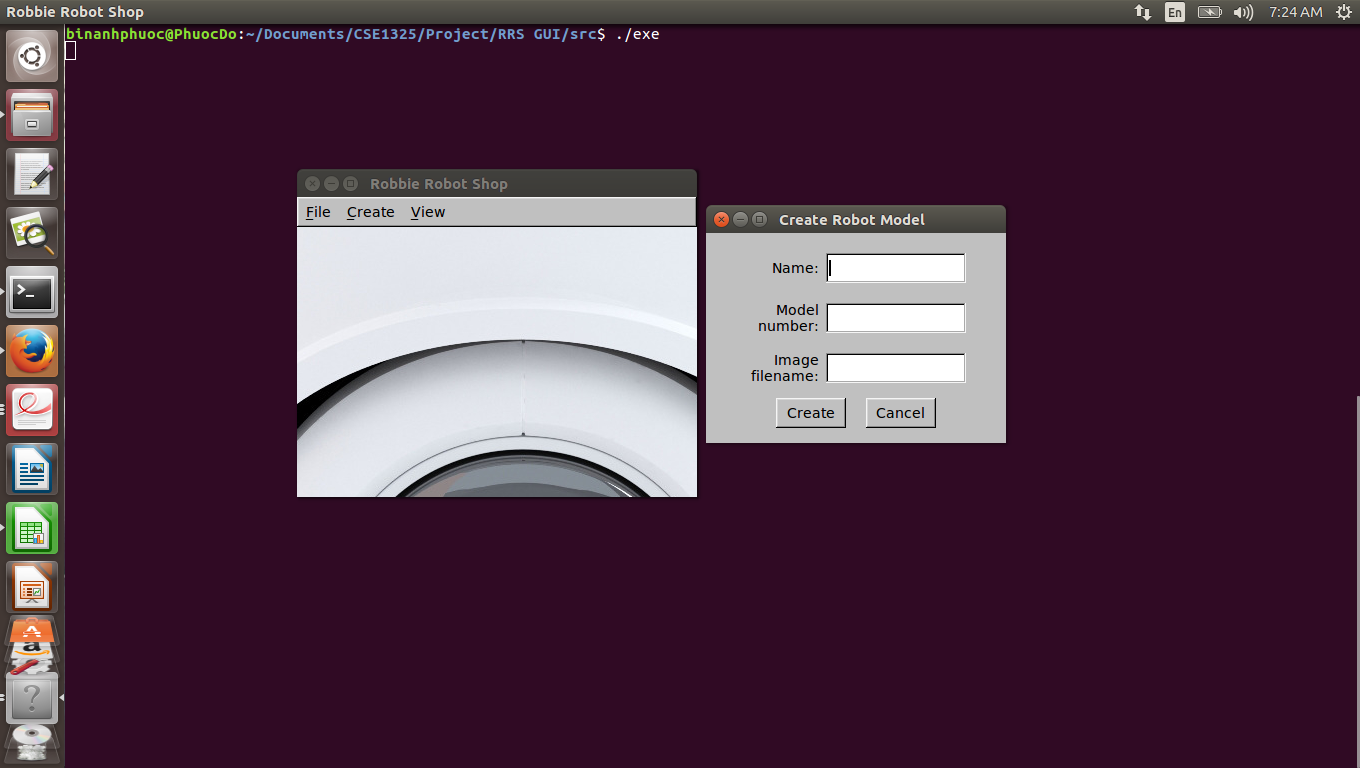 Robbie Robot Shop
En
7:24 AM
binanhphuoc@PhuocDo:~/Documents/CSE1325/Project/RRS GUI/src$ ./exe
Robbie Robot Shop
File Create View
Create Robot Model
Name:
Model
number:
Image
filename:
Create Cancel
>_
A
a
?